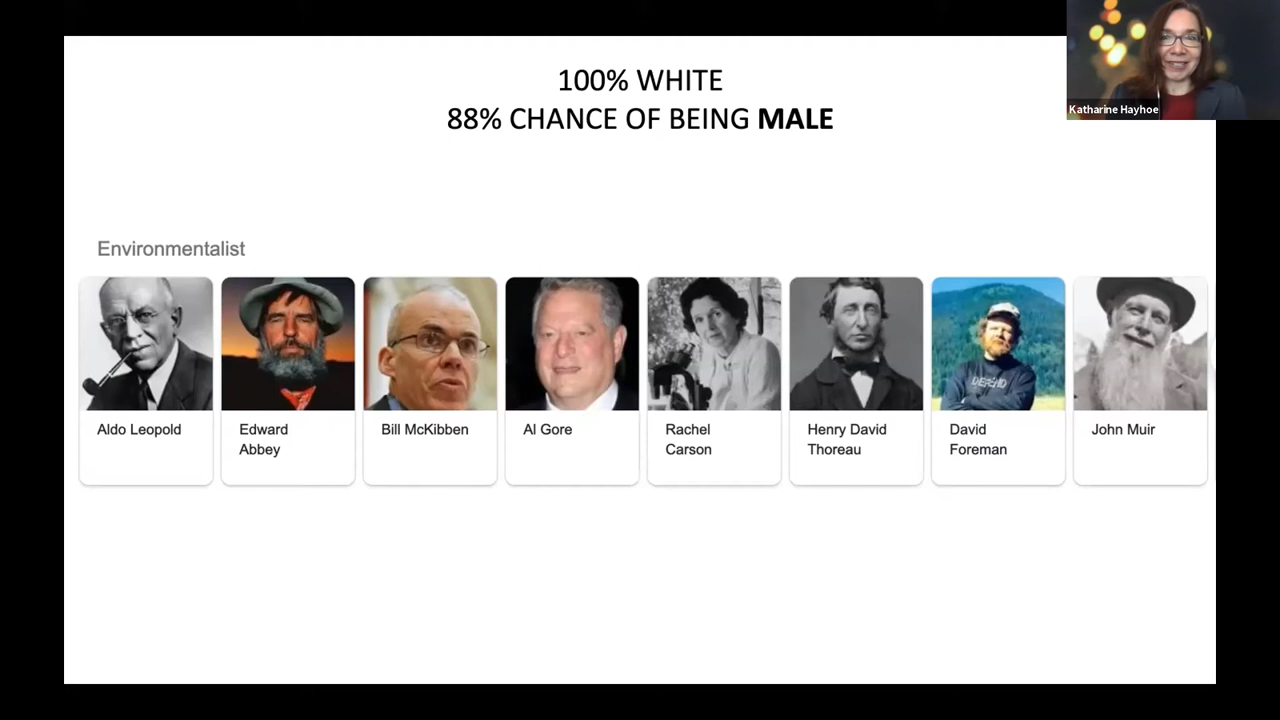 100% WHITE
88% CHANCE OF BEING MALE
Katharine Hayhoe
Environmentalist
Aldo Leopold
Edward
Abbey
Bill McKibben
Al Gore
Rachel
Carson
Henry David
Thoreau
DEFEND
David
Foreman
John Muir